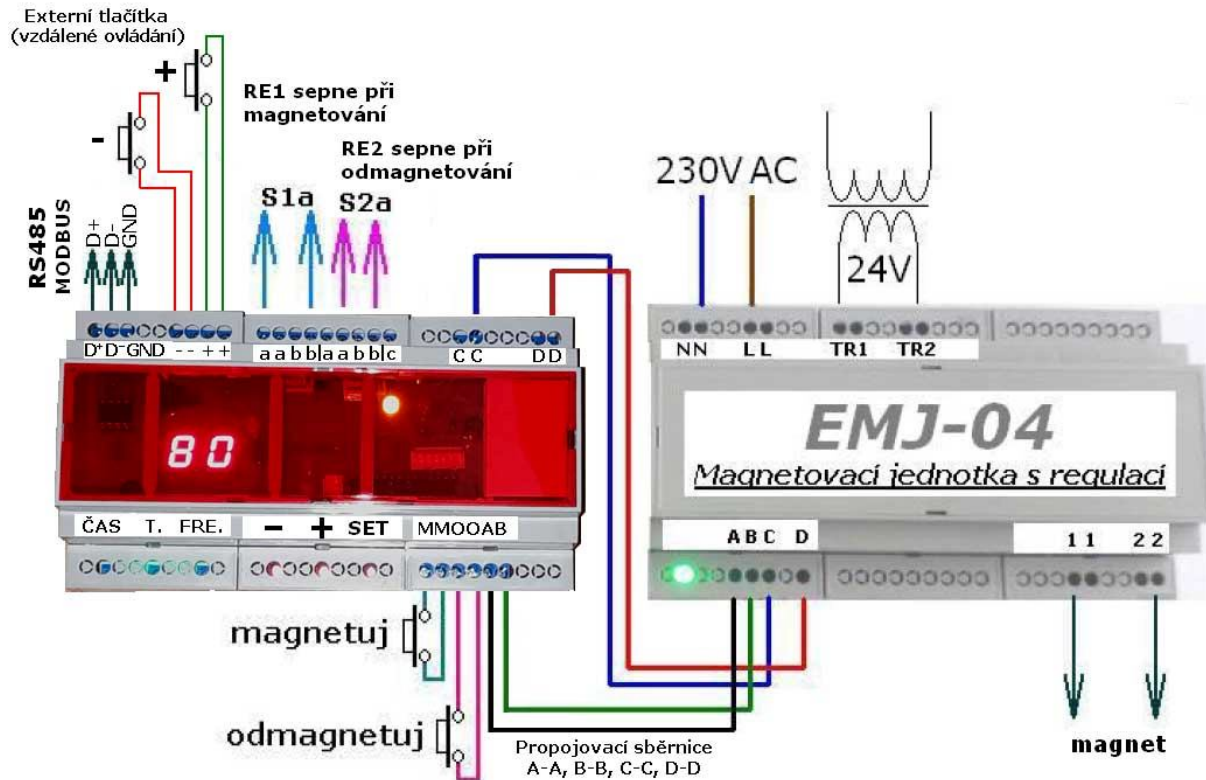 Externí tlačítka
(vzdálené ovládání)
+
-
RE1 sepne při
magnetování
RE2 sepne při
odmagnetování
S1a
S2a
RS485
MODBUS
D+
D-
GND
230V AC
24V
D+ D- GND -- ++
a a b b|a a b b|c
C C
D D
N N
L L
TR1
TR2
80
EMJ-04
Magnetovací jednotka s regulací
ČAS T. FRE.
- + SET
MMOOAB
A B C D
1 1
2 2
magnetuj
odmagnetuj
Propojovací sběrnice
A-A, B-B, C-C, D-D
magnet